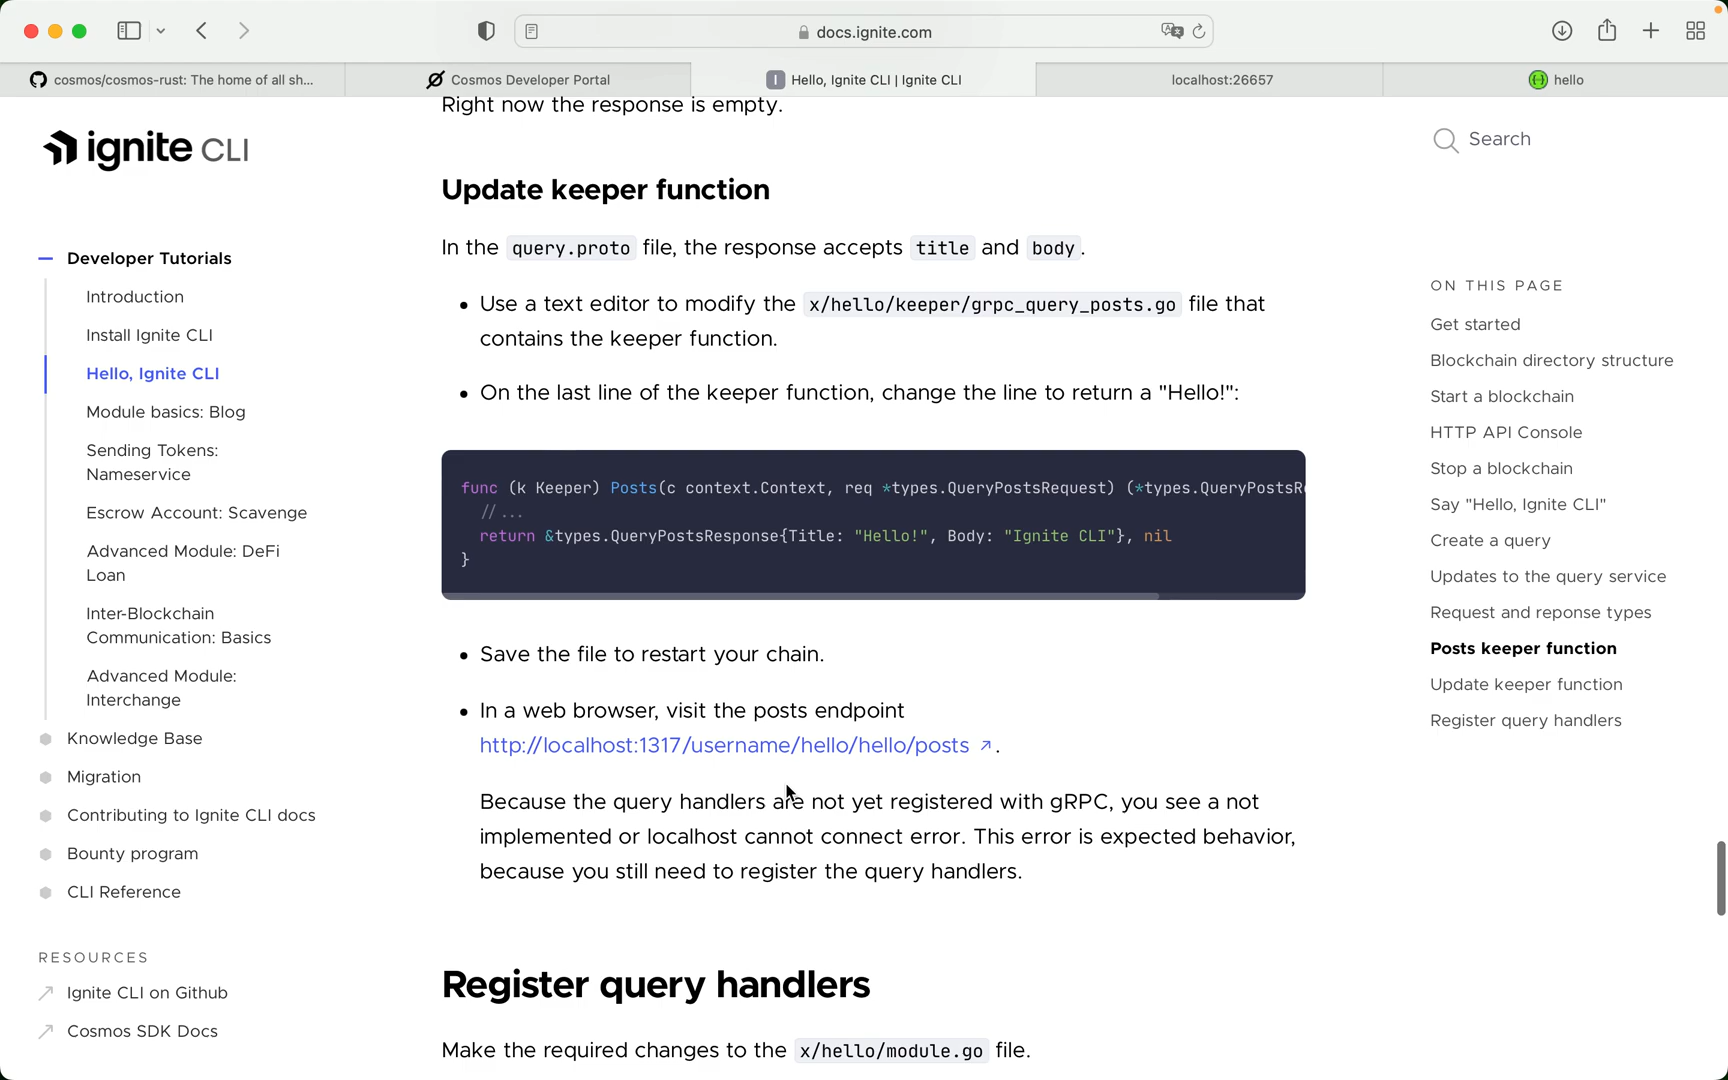 docs.ignite.com
cosmos/cosmos-rust: The home of all sh...
Cosmos Developer Portal
Hello, Ignite CLI | Ignite CLI
localhost:26657
hello
ignite CLI
Developer Tutorials
Introduction
Install Ignite CLI
Hello, Ignite CLI
Module basics: Blog
Sending Tokens:
Nameservice
Escrow Account: Scavenge
Advanced Module: DeFi
Loan
Inter-Blockchain
Communication: Basics
Advanced Module:
Interchange
Knowledge Base
Migration
Contributing to Ignite CLI docs
Bounty program
CLI Reference
RESOURCES
Ignite CLI on Github
Cosmos SDK Docs
Right now the response is empty.
Update keeper function
In the query.proto file, the response accepts title and body.
• Use a text editor to modify the x/hello/keeper/grpc_query_posts.go file that
contains the keeper function.
• On the last line of the keeper function, change the line to return a "Hello!":
func (k Keeper) Posts(c context.Context, req *types.QueryPostsRequest) (*types.QueryPostsR
//...
return &types.QueryPostsResponse{Title: "Hello!", Body: "Ignite CLI"}, nil
}
• Save the file to restart your chain.
• In a web browser, visit the posts endpoint
http://localhost:1317/username/hello/hello/posts ↗.
Because the query handlers are not yet registered with gRPC, you see a not
implemented or localhost cannot connect error. This error is expected behavior,
because you still need to register the query handlers.
Register query handlers
Make the required changes to the x/hello/module.go file.
Search
ON THIS PAGE
Get started
Blockchain directory structure
Start a blockchain
HTTP API Console
Stop a blockchain
Say "Hello, Ignite CLI"
Create a query
Updates to the query service
Request and reponse types
Posts keeper function
Update keeper function
Register query handlers